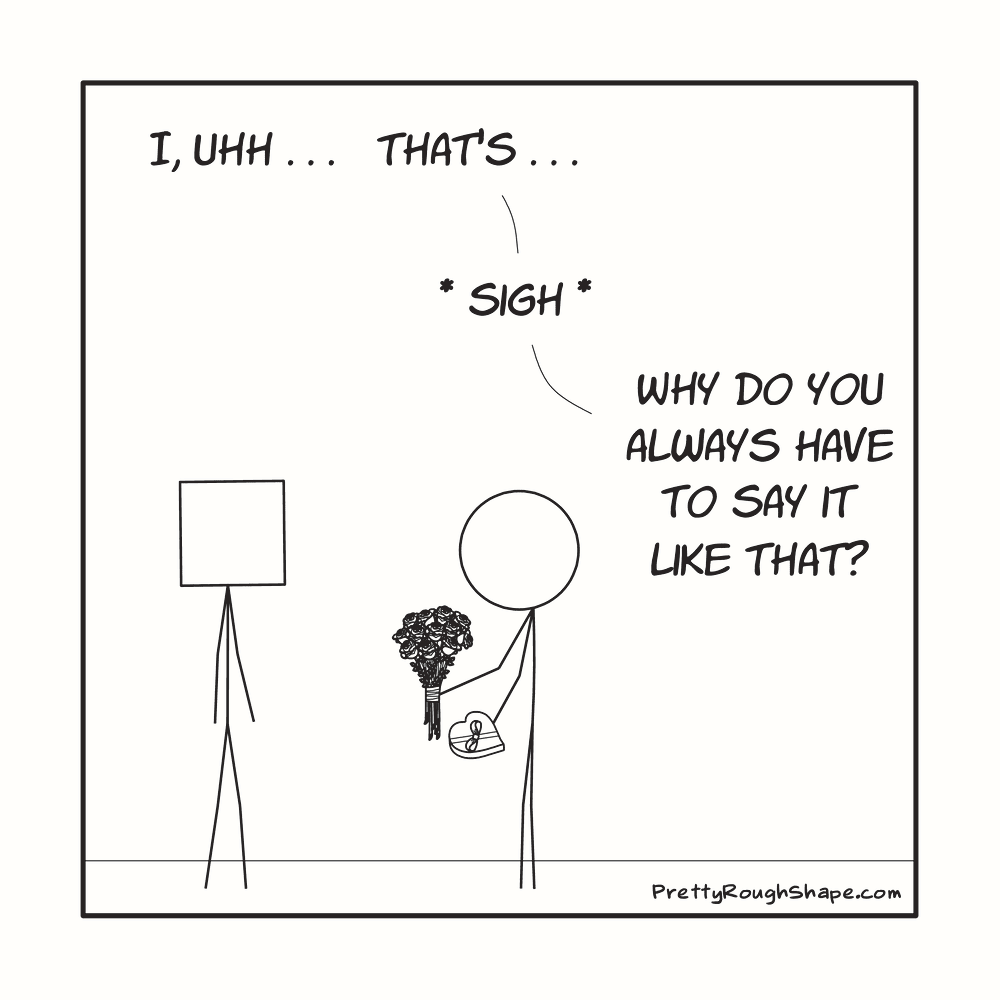 I, UHH . . . THAT'S . . .
* SIGH *
WHY DO YOU
ALWAYS HAVE
TO SAY IT
LIKE THAT?
PrettyRoughShape.com